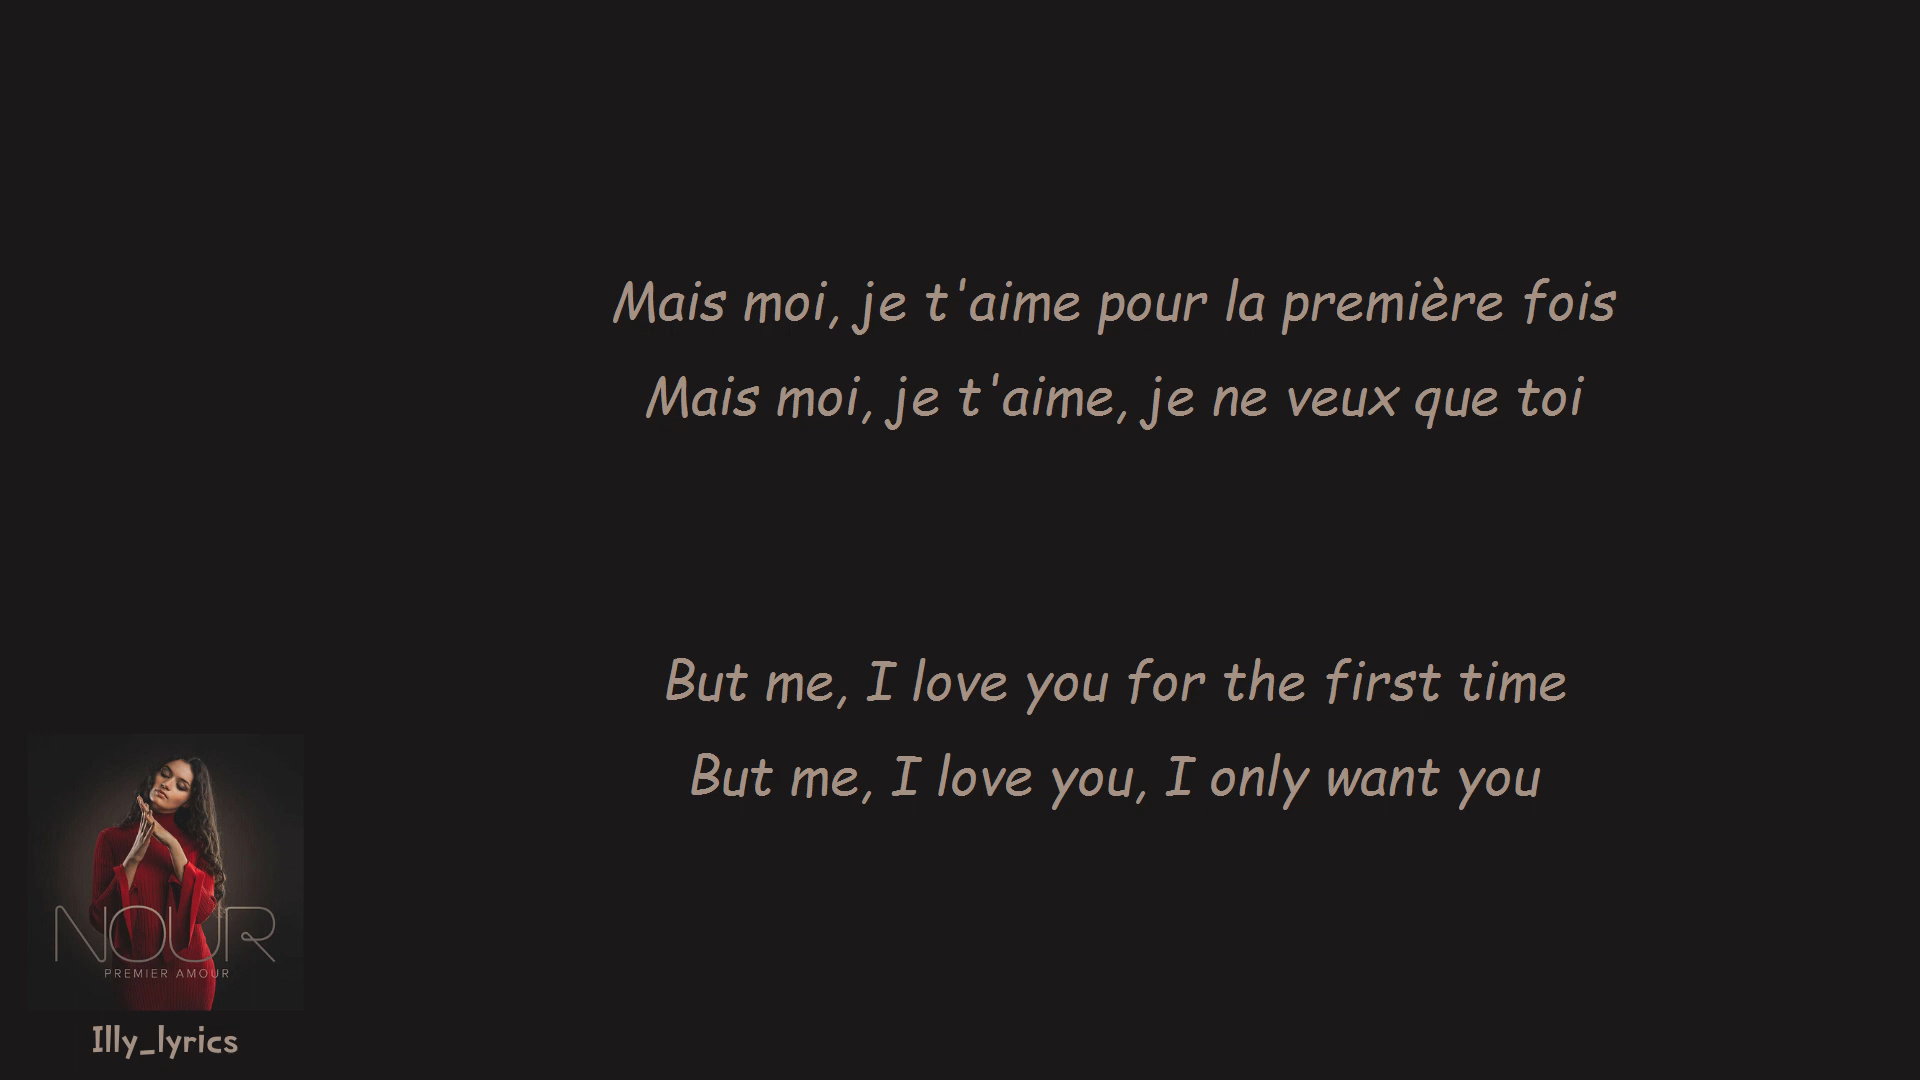 Mais moi, je t'aime pour la première fois
Mais moi, je t'aime, je ne veux que toi
But me, I love you for the first time
But me, I love you, I only want you
NOUR
PREMIER AMOUR
Illy_lyrics